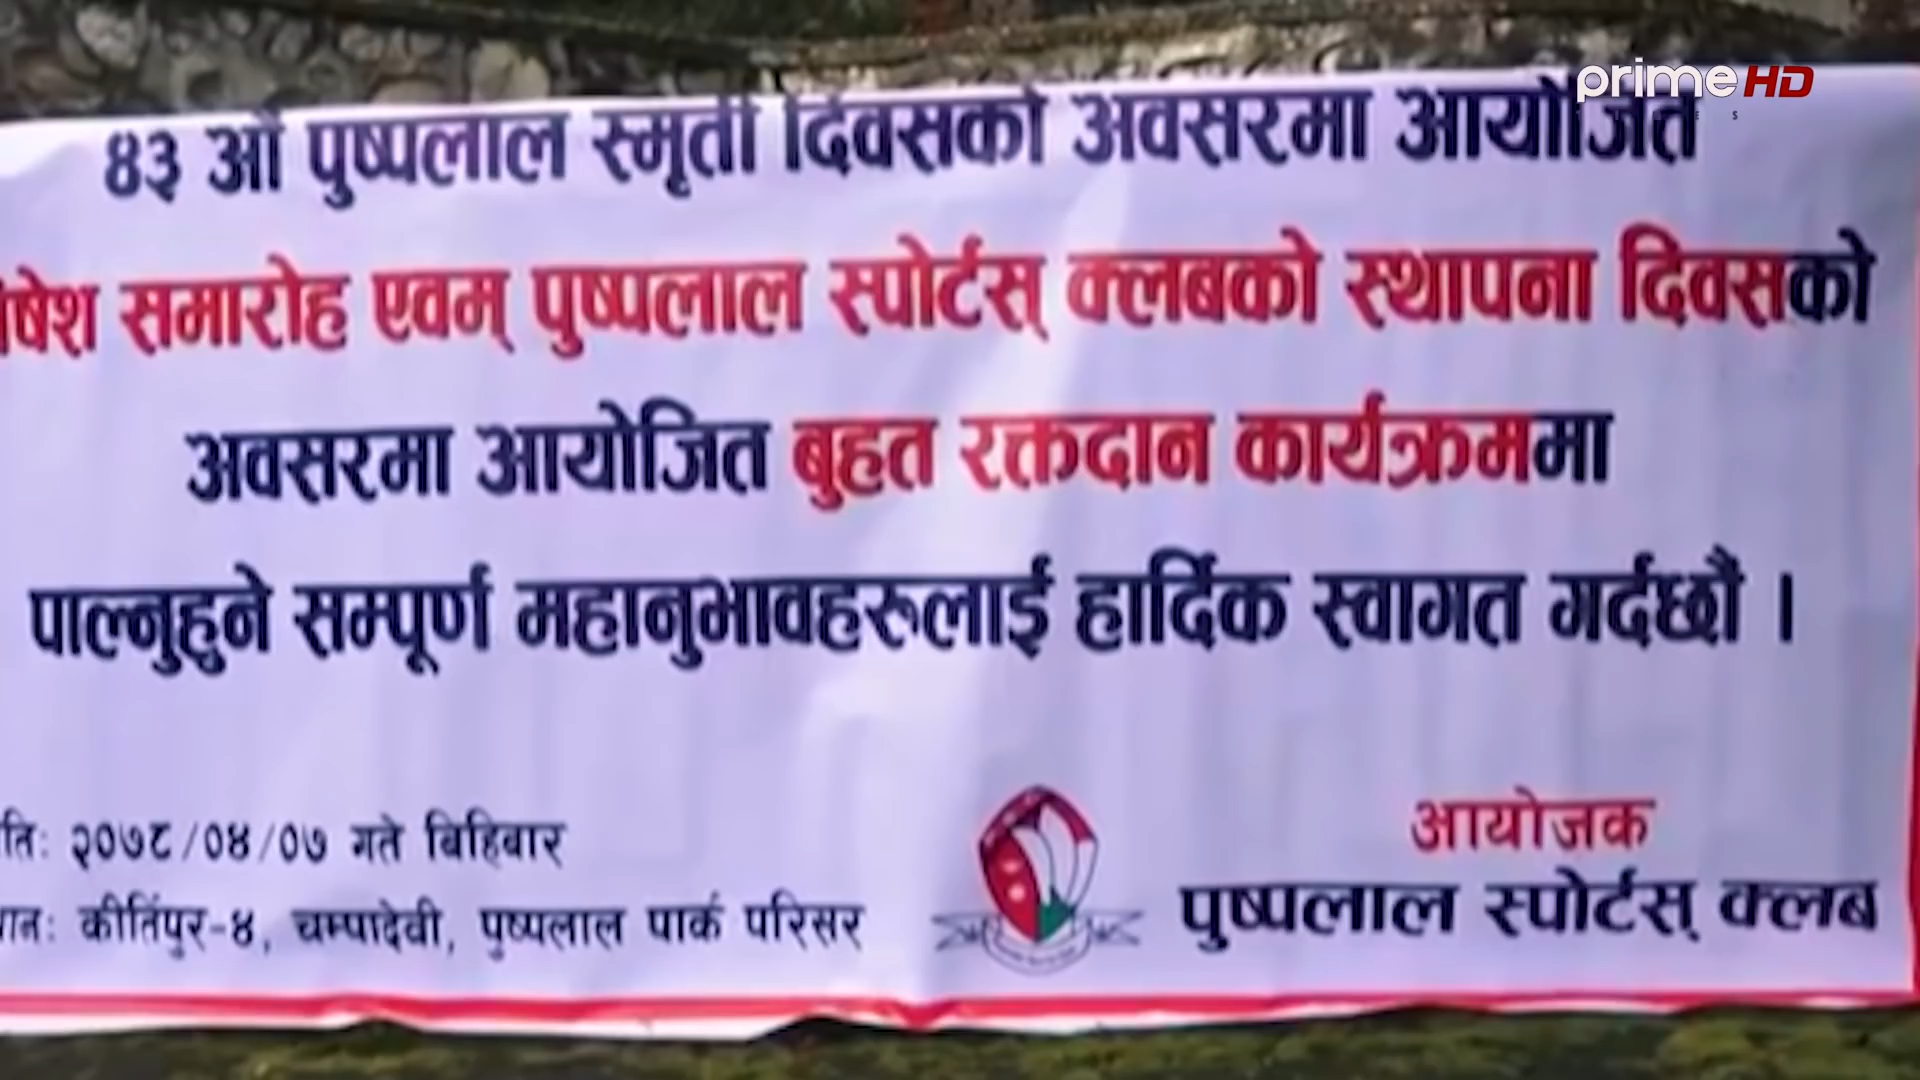 prime HD
TIMES
४३ औं पुष्पलाल स्मृती दिवसको अवसरमा आयोजित
समारोह एवम् पुष्पलाल स्पोर्टस् क्लबको स्थापना दिवसको
अवसरमा आयोजित बुहत रक्तदान कार्यक्रममा
पाल्नुहुने सम्पूर्ण महानुभावहरुलाई हार्दिक स्वागत गर्दछौ ।
२०७८/०४/०७ गते बिहिबार
कीर्तिपुर-४, चम्पादेवी, पुष्पलाल पार्क परिसर
आयोजक
पुष्पलाल स्पोर्टस् क्लब